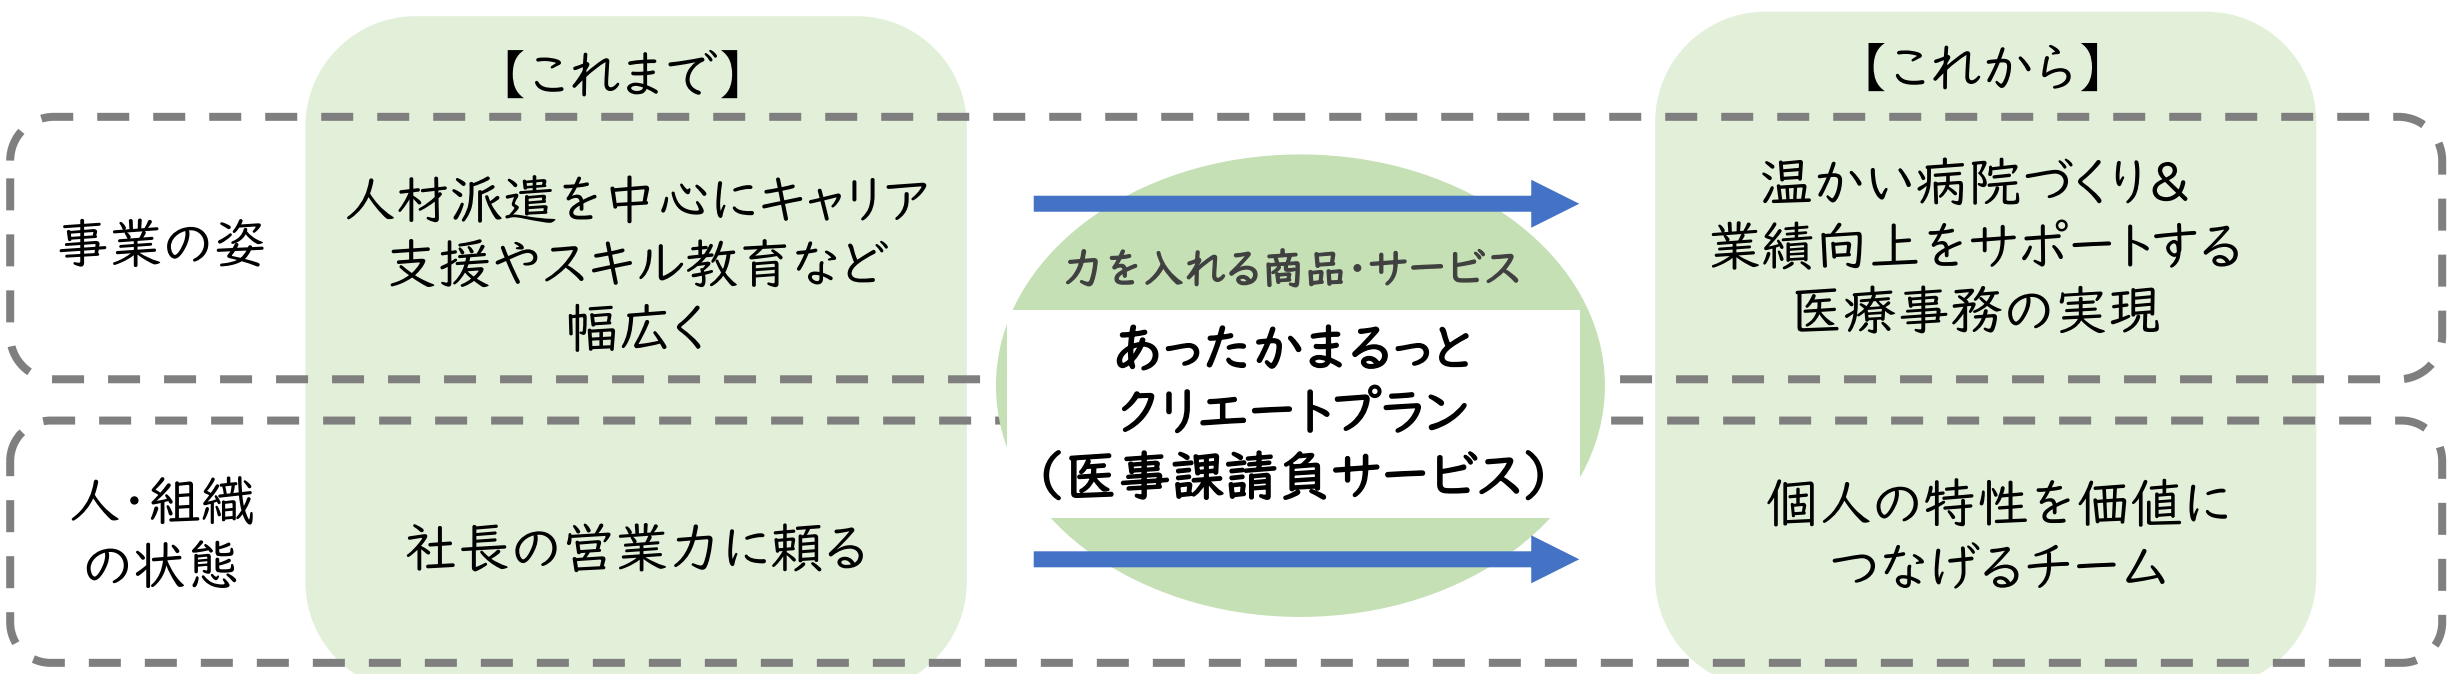 【これまで】
【これから】
事業の姿
人材派遣を中心にキャリア
支援やスキル教育など
幅広く
力を入れる商品・サービス
あったかまるっと
クリエートプラン
（医事課請負サービス）
温かい病院づくり＆
業績向上をサポートする
医療事務の実現
人・組織
の状態
社長の営業力に頼る
個人の特性を価値に
つなげるチーム